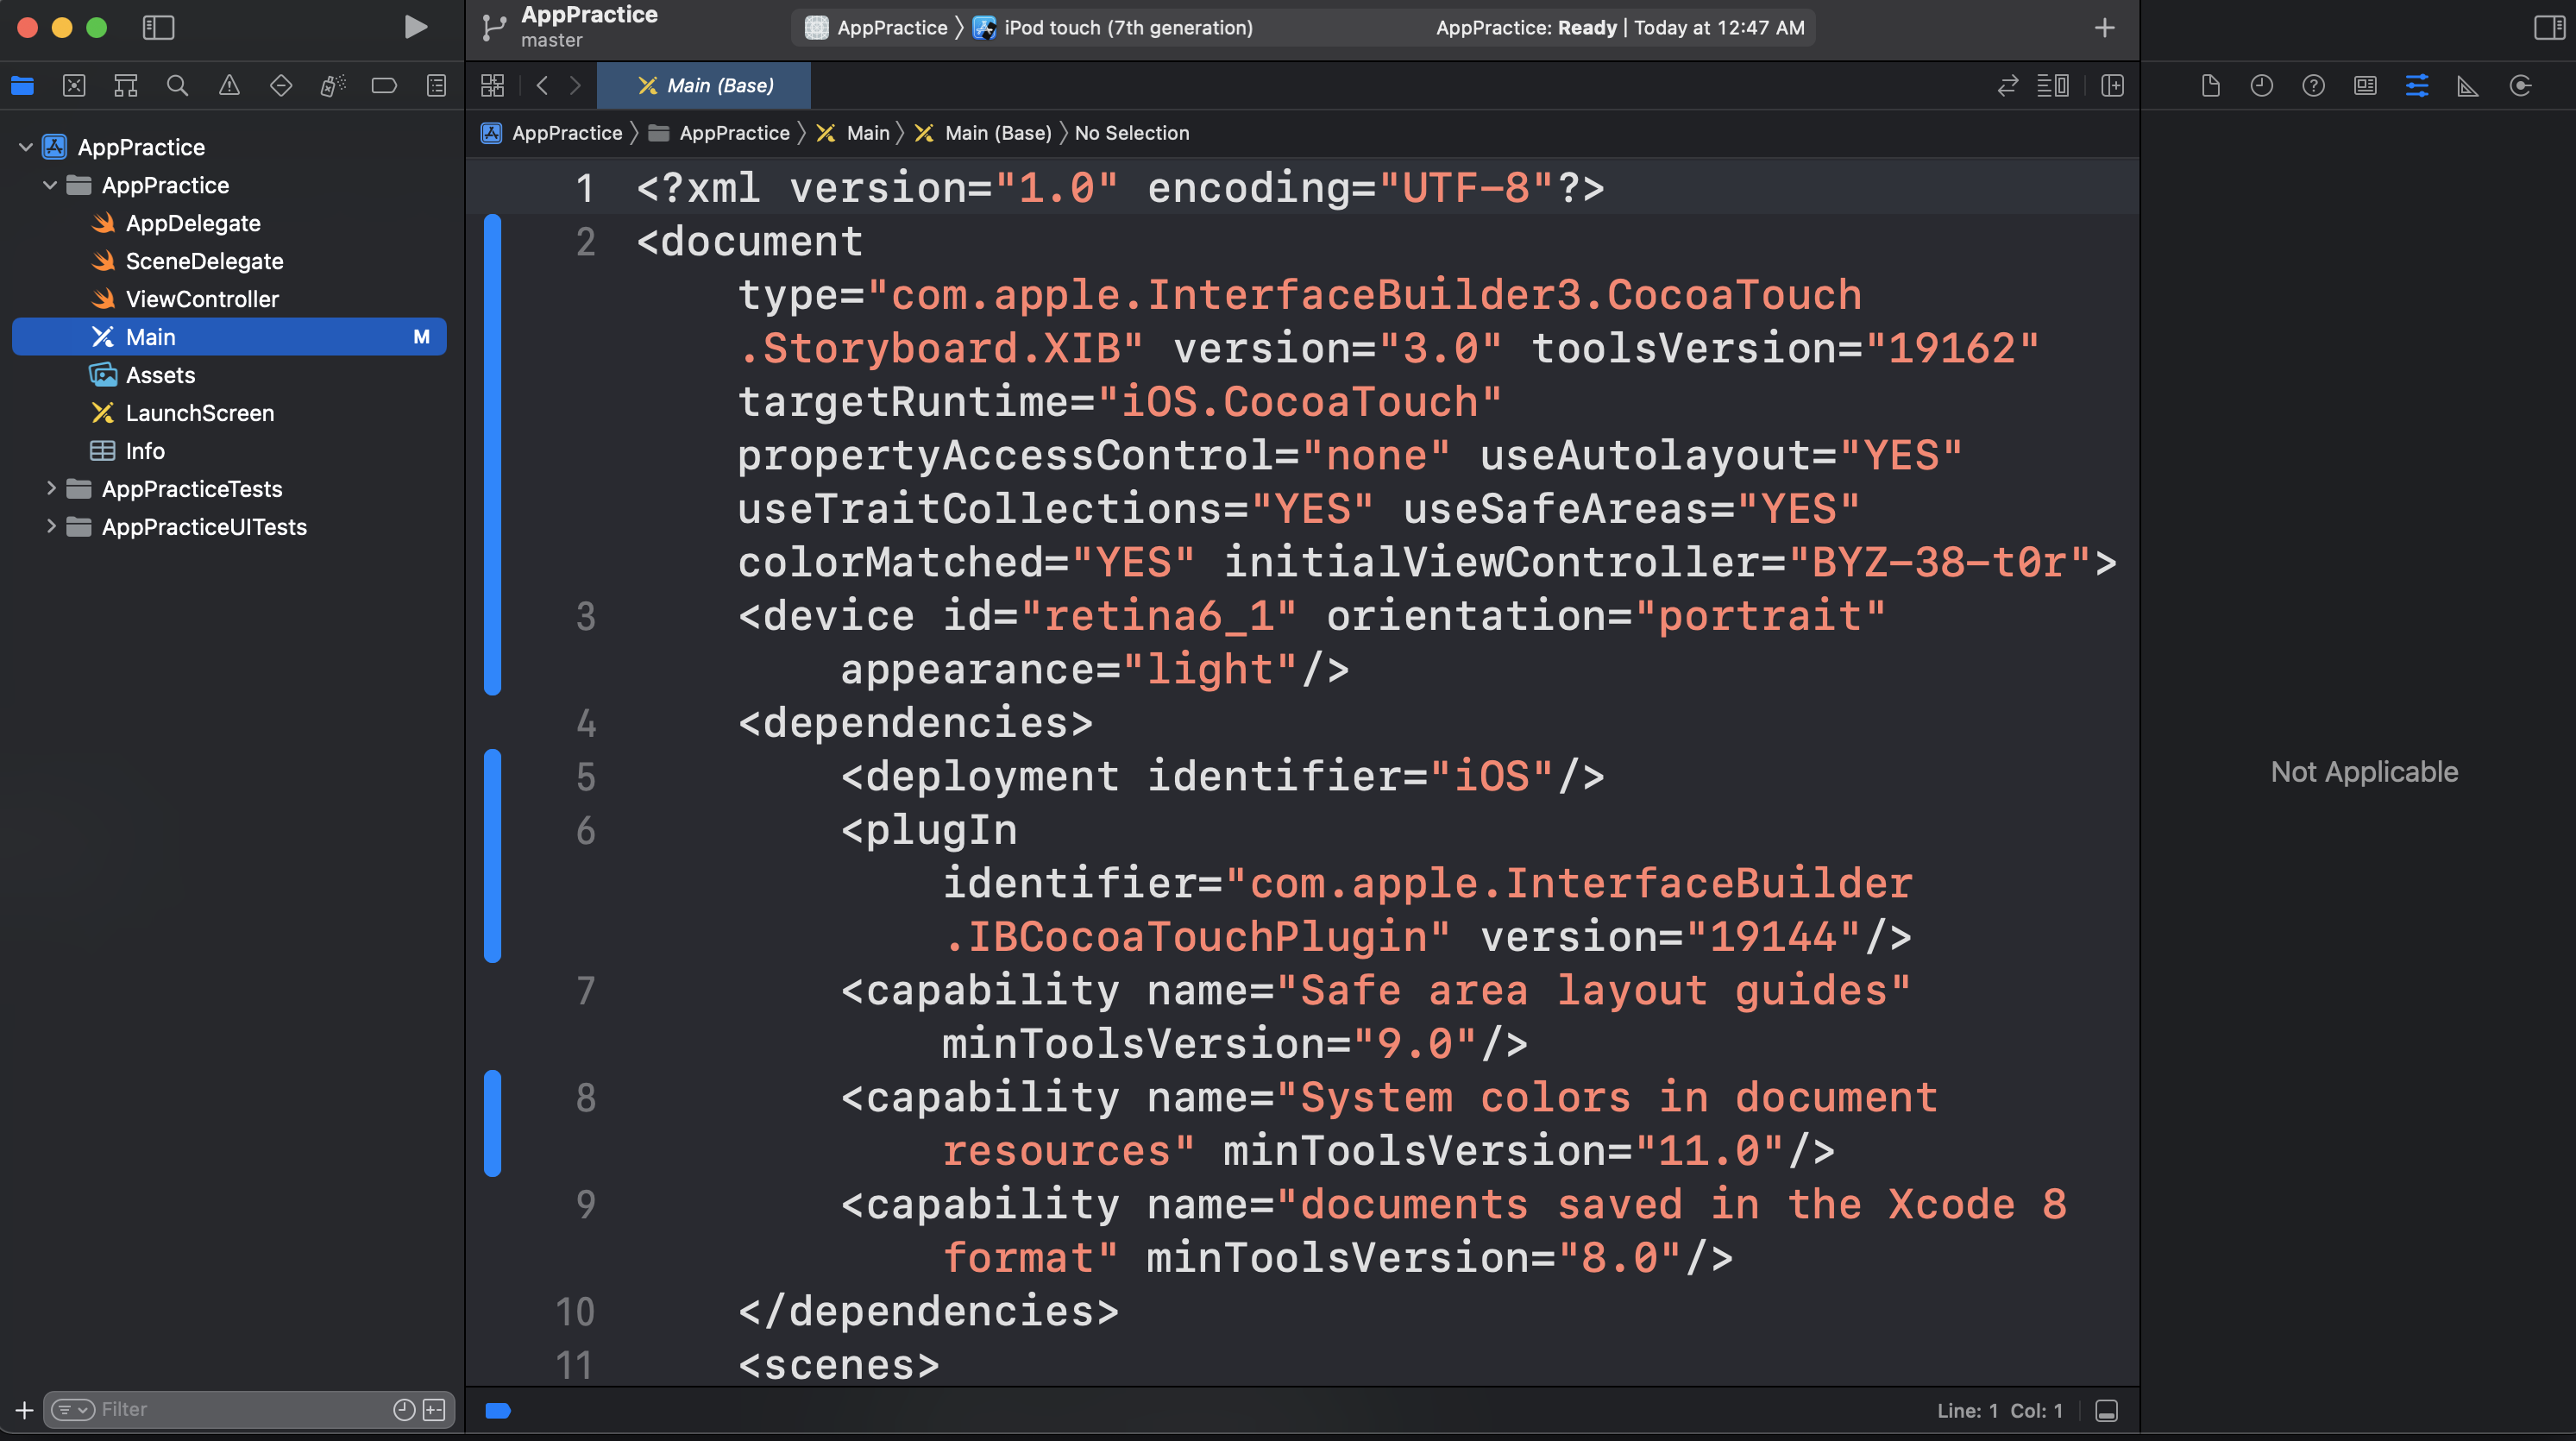 AppPractice
master
AppPractice iPod touch (7th generation)
AppPractice: Ready | Today at 12:47 AM
Main (Base)
AppPractice AppPractice Main Main (Base) No Selection
AppPractice
AppPractice
AppDelegate
SceneDelegate
ViewController
Main M
Assets
LaunchScreen
Info
AppPracticeTests
AppPracticeUITests
Filter
1 <?xml version="1.0" encoding="UTF-8"?>
2 <document
type="com.apple.InterfaceBuilder3.CocoaTouch
.Storyboard.XIB" version="3.0" toolsVersion="19162"
targetRuntime="iOS.CocoaTouch"
propertyAccessControl="none" useAutolayout="YES"
useTraitCollections="YES" useSafeAreas="YES"
colorMatched="YES" initialViewController="BYZ-38-t0r">
3 <device id="retina6_1" orientation="portrait"
appearance="light"/>
4 <dependencies>
5 <deployment identifier="iOS"/>
6 <plugIn
identifier="com.apple.InterfaceBuilder
.IBCocoaTouchPlugin" version="19144"/>
7 <capability name="Safe area layout guides"
minToolsVersion="9.0"/>
8 <capability name="System colors in document
resources" minToolsVersion="11.0"/>
9 <capability name="documents saved in the Xcode 8
format" minToolsVersion="8.0"/>
10 </dependencies>
11 <scenes>
Line: 1 Col: 1
Not Applicable